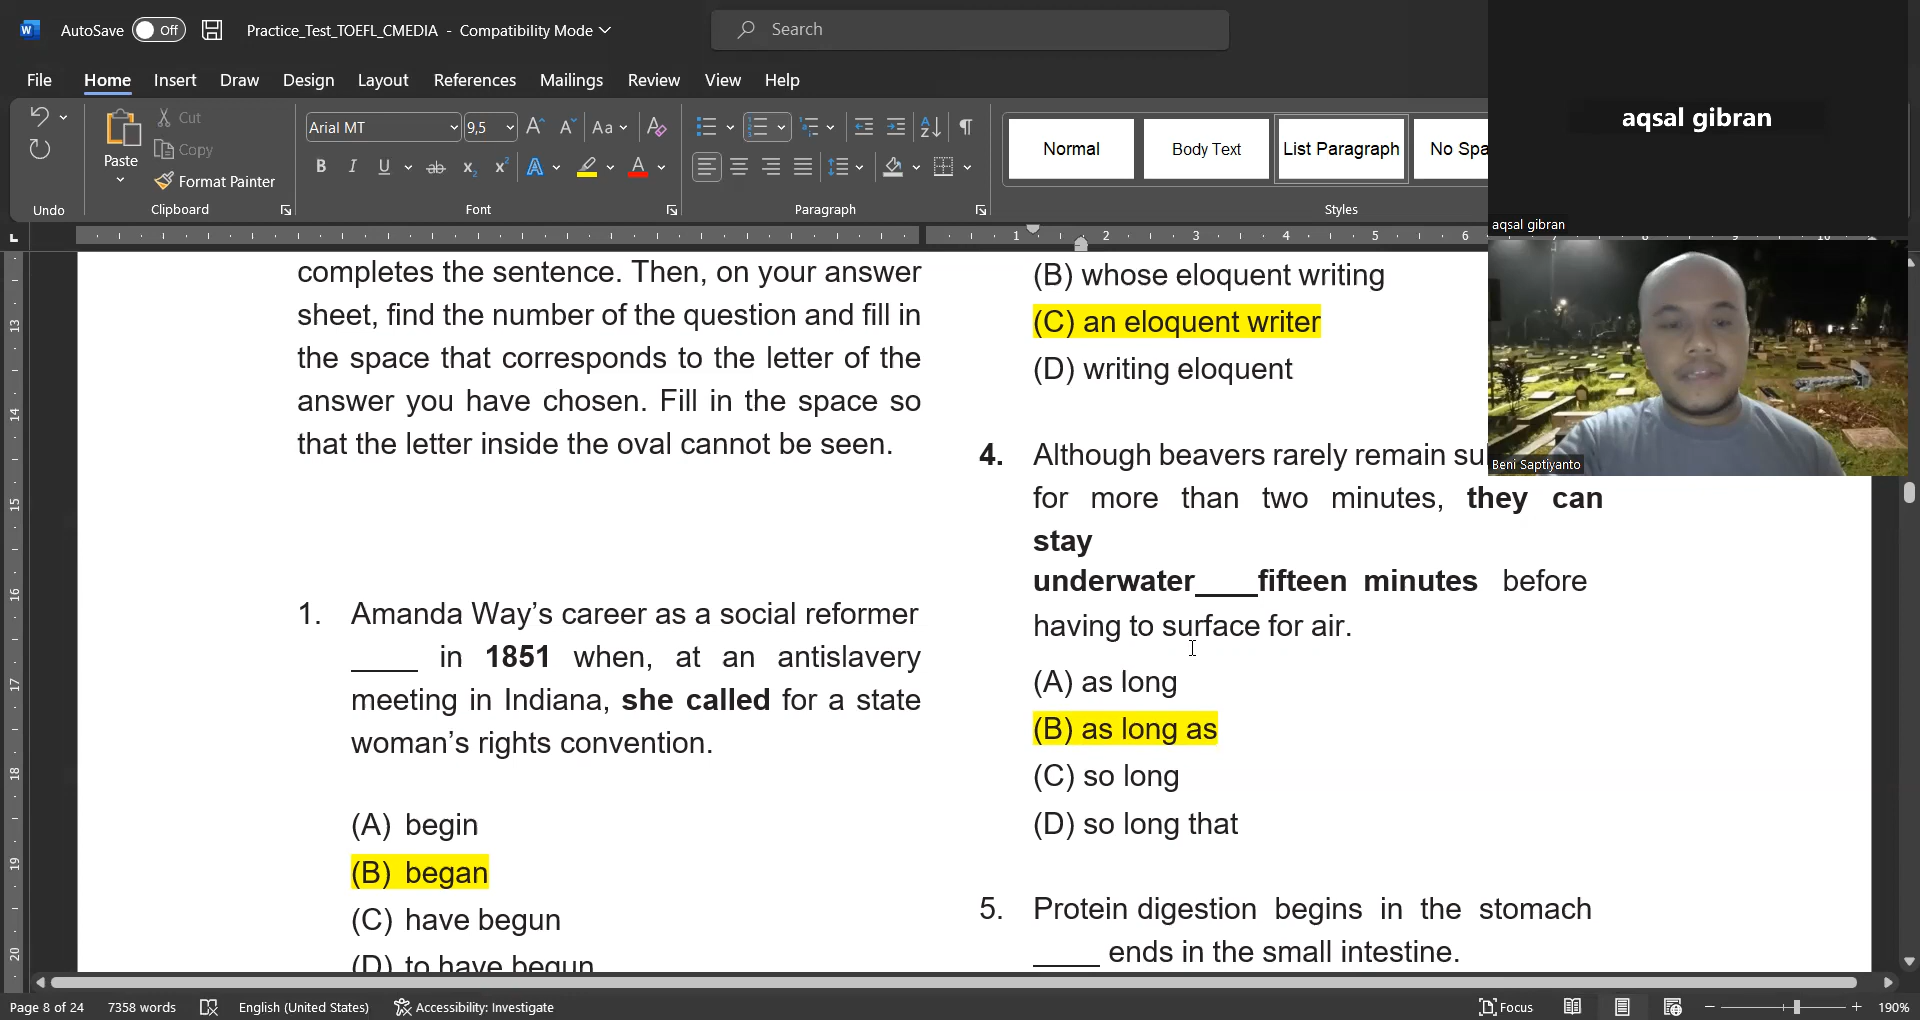 AutoSave Off Practice_Test_TOEFL_CMEDIA - Compatibility Mode
Search
File Home Insert Draw Design Layout References Mailings Review View Help
Paste
Cut
Copy
Format Painter
Arial MT 9,5
Normal
Body Text
List Paragraph
No Spa
Undo Clipboard Font Paragraph Styles
aqsal gibran
aqsal gibran
Beni Saptiyanto
completes the sentence. Then, on your answer
sheet, find the number of the question and fill in
the space that corresponds to the letter of the
answer you have chosen. Fill in the space so
that the letter inside the oval cannot be seen.
1. Amanda Way’s career as a social reformer
____ in 1851 when, at an antislavery
meeting in Indiana, she called for a state
woman’s rights convention.
(A) begin
(B) began
(C) have begun
(D) to have begun
(B) whose eloquent writing
(C) an eloquent writer
(D) writing eloquent
4. Although beavers rarely remain su
for more than two minutes, they can
stay
underwater____fifteen minutes before
having to surface for air.
(A) as long
(B) as long as
(C) so long
(D) so long that
5. Protein digestion begins in the stomach
____ ends in the small intestine.
Page 8 of 24 7358 words English (United States) Accessibility: Investigate Focus 190%